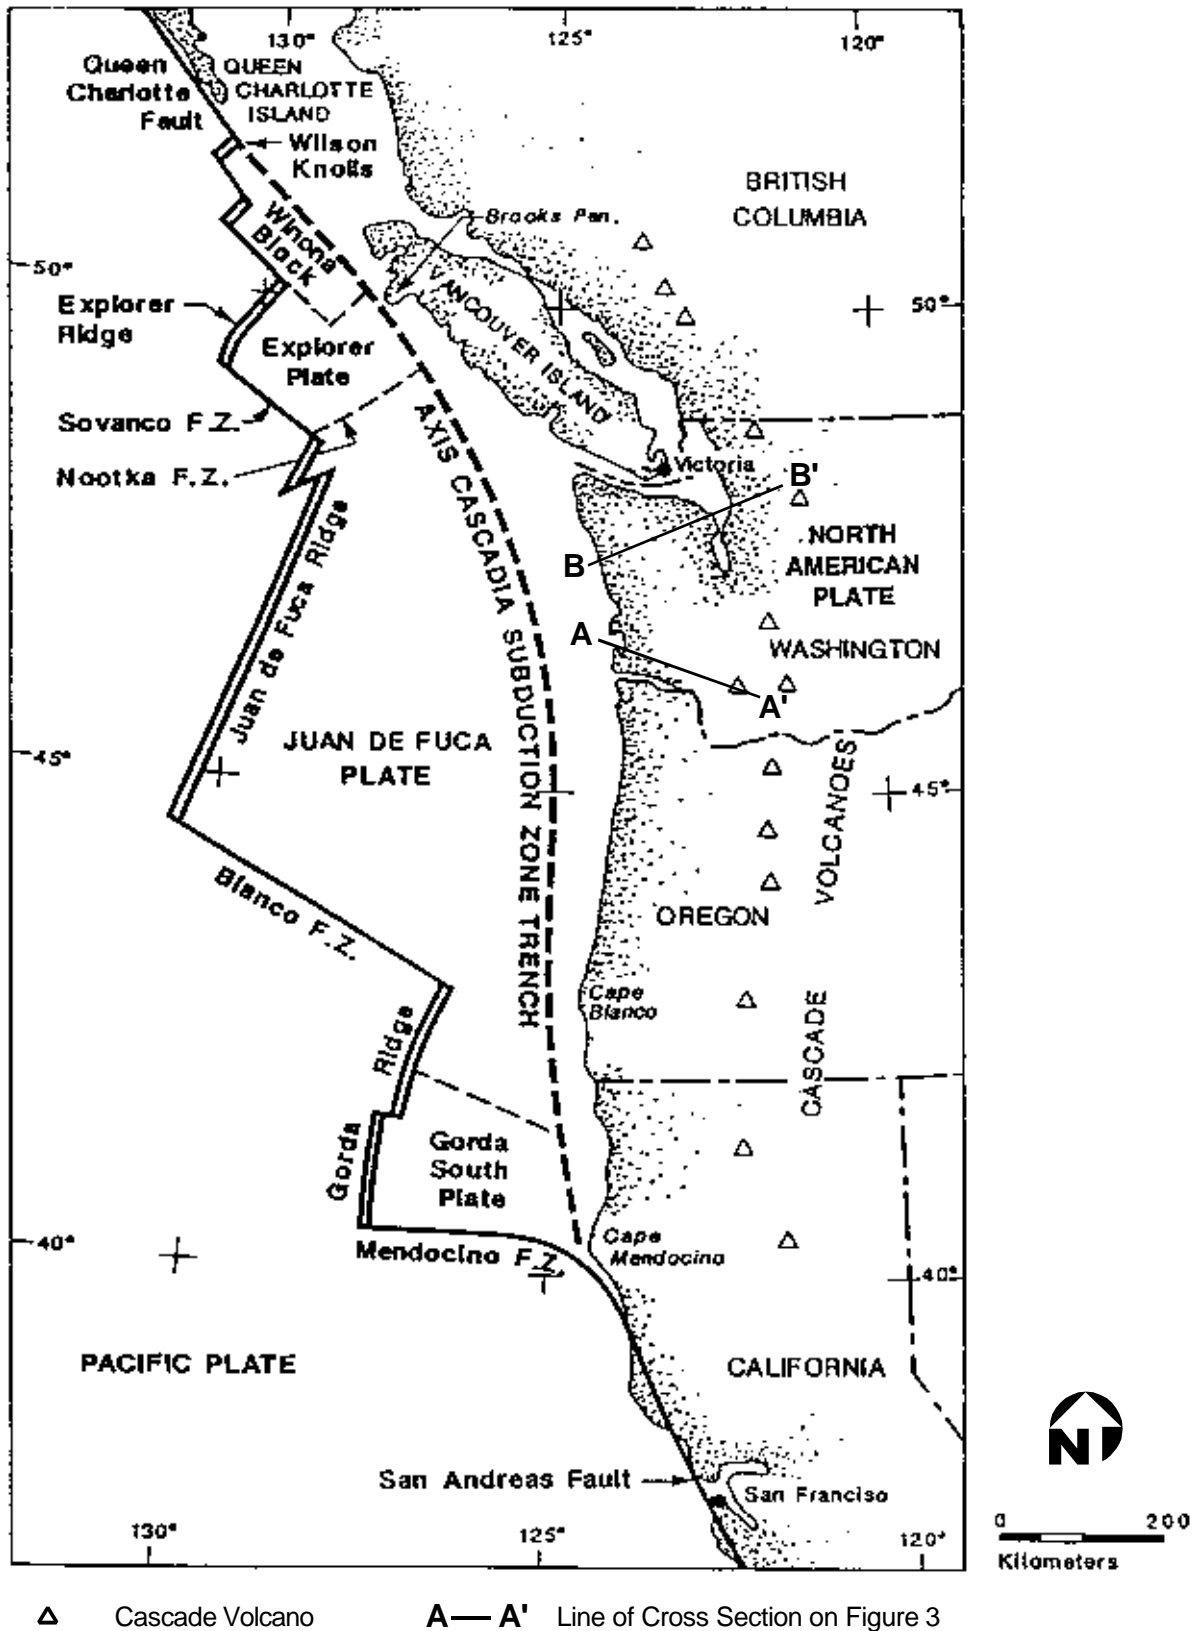 130°
125°
120°
Queen
Charlotte
Fault
QUEEN
CHARLOTTE
ISLAND
Wilson
Knolls
BRITISH
COLUMBIA
Brooks Pen.
Winona
Block
50°
50°
VANCOUVER ISLAND
Explorer
Ridge
Explorer
Plate
Sovanco F.Z.
Nootka F.Z.
AXIS CASCADIA SUBDUCTION ZONE TRENCH
Victoria
B'
B
NORTH
AMERICAN
PLATE
A
WASHINGTON
A'
Juan de Fuca Ridge
JUAN DE FUCA
PLATE
45°
45°
CASCADE VOLCANOES
OREGON
Blanco F.Z.
Cape
Blanco
Gorda Ridge
Gorda
South
Plate
40°
Mendocino F.Z.
Cape
Mendocino
40°
PACIFIC PLATE
CALIFORNIA
N
San Andreas Fault
San Franciso
130°
125°
120°
0 200
Kilometers
Cascade Volcano
A — A' Line of Cross Section on Figure 3